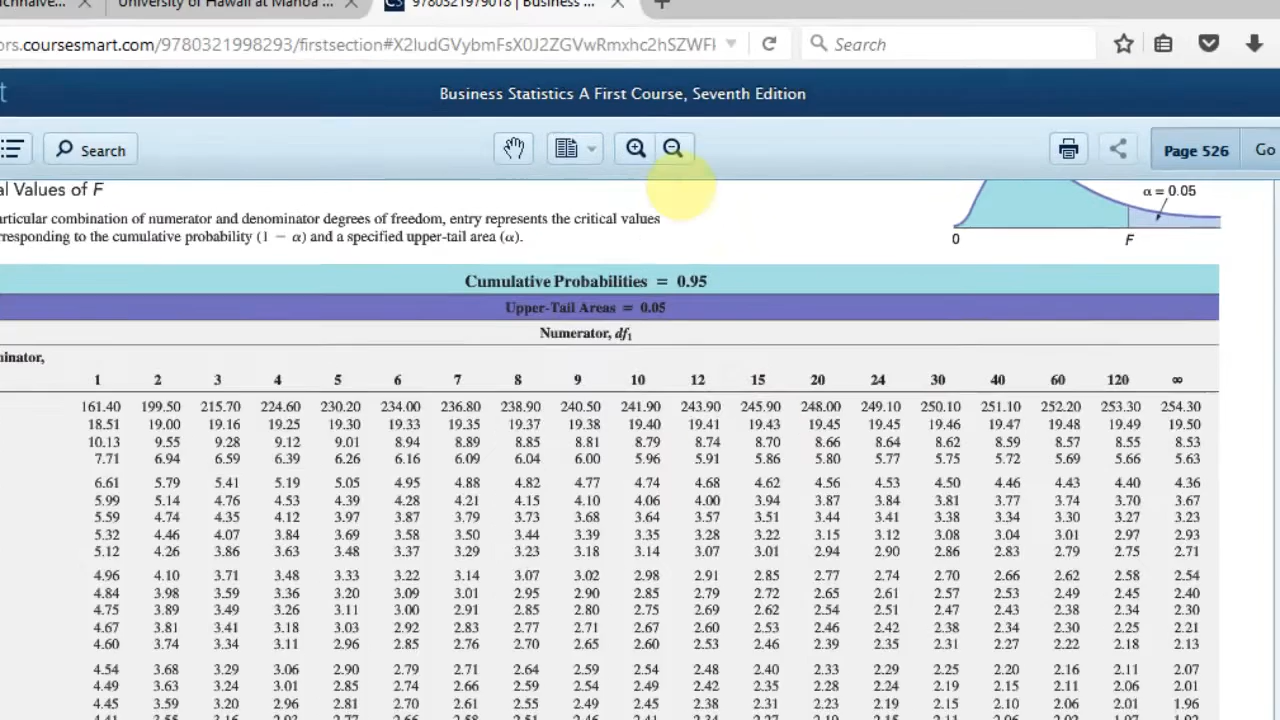 University of Hawaii at Manoa ...
9780321979018 | Business ...
ors.coursesmart.com/9780321998293/firstsection#X2ludGVybmFsX0J2ZGVwRmxhc2hSZWFl
Search
t
Business Statistics A First Course, Seventh Edition
Search
Page 526
Go
al Values of F
articular combination of numerator and denominator degrees of freedom, entry represents the critical values
rresponding to the cumulative probability (1 − α) and a specified upper-tail area (α).
α = 0.05
0
F
Cumulative Probabilities = 0.95
Upper-Tail Areas = 0.05
Numerator, df₁
ninator,
1 2 3 4 5 6 7 8 9 10 12 15 20 24 30 40 60 120 ∞
161.40 199.50 215.70 224.60 230.20 234.00 236.80 238.90 240.50 241.90 243.90 245.90 248.00 249.10 250.10 251.10 252.20 253.30 254.30
18.51 19.00 19.16 19.25 19.30 19.33 19.35 19.37 19.38 19.40 19.41 19.43 19.45 19.45 19.46 19.47 19.48 19.49 19.50
10.13 9.55 9.28 9.12 9.01 8.94 8.89 8.85 8.81 8.79 8.74 8.70 8.66 8.64 8.62 8.59 8.57 8.55 8.53
7.71 6.94 6.59 6.39 6.26 6.16 6.09 6.04 6.00 5.96 5.91 5.86 5.80 5.77 5.75 5.72 5.69 5.66 5.63
6.61 5.79 5.41 5.19 5.05 4.95 4.88 4.82 4.77 4.74 4.68 4.62 4.56 4.53 4.50 4.46 4.43 4.40 4.36
5.99 5.14 4.76 4.53 4.39 4.28 4.21 4.15 4.10 4.06 4.00 3.94 3.87 3.84 3.81 3.77 3.74 3.70 3.67
5.59 4.74 4.35 4.12 3.97 3.87 3.79 3.73 3.68 3.64 3.57 3.51 3.44 3.41 3.38 3.34 3.30 3.27 3.23
5.32 4.46 4.07 3.84 3.69 3.58 3.50 3.44 3.39 3.35 3.28 3.22 3.15 3.12 3.08 3.04 3.01 2.97 2.93
5.12 4.26 3.86 3.63 3.48 3.37 3.29 3.23 3.18 3.14 3.07 3.01 2.94 2.90 2.86 2.83 2.79 2.75 2.71
4.96 4.10 3.71 3.48 3.33 3.22 3.14 3.07 3.02 2.98 2.91 2.85 2.77 2.74 2.70 2.66 2.62 2.58 2.54
4.84 3.98 3.59 3.36 3.20 3.09 3.01 2.95 2.90 2.85 2.79 2.72 2.65 2.61 2.57 2.53 2.49 2.45 2.40
4.75 3.89 3.49 3.26 3.11 3.00 2.91 2.85 2.80 2.75 2.69 2.62 2.54 2.51 2.47 2.43 2.38 2.34 2.30
4.67 3.81 3.41 3.18 3.03 2.92 2.83 2.77 2.71 2.67 2.60 2.53 2.46 2.42 2.38 2.34 2.30 2.25 2.21
4.60 3.74 3.34 3.11 2.96 2.85 2.76 2.70 2.65 2.60 2.53 2.46 2.39 2.35 2.31 2.27 2.22 2.18 2.13
4.54 3.68 3.29 3.06 2.90 2.79 2.71 2.64 2.59 2.54 2.48 2.40 2.33 2.29 2.25 2.20 2.16 2.11 2.07
4.49 3.63 3.24 3.01 2.85 2.74 2.66 2.59 2.54 2.49 2.42 2.35 2.28 2.24 2.19 2.15 2.11 2.06 2.01
4.45 3.59 3.20 2.96 2.81 2.70 2.61 2.55 2.49 2.45 2.38 2.31 2.23 2.19 2.15 2.10 2.06 2.01 1.96